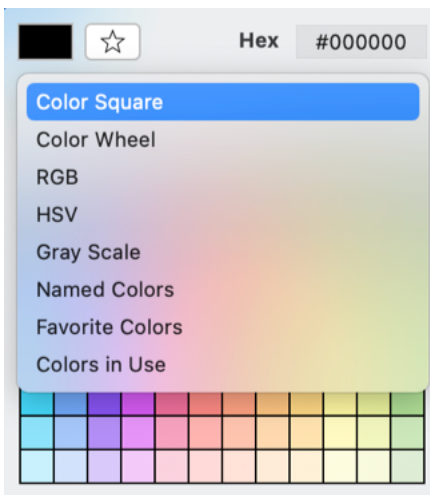 Hex #000000
Color Square
Color Wheel
RGB
HSV
Gray Scale
Named Colors
Favorite Colors
Colors in Use